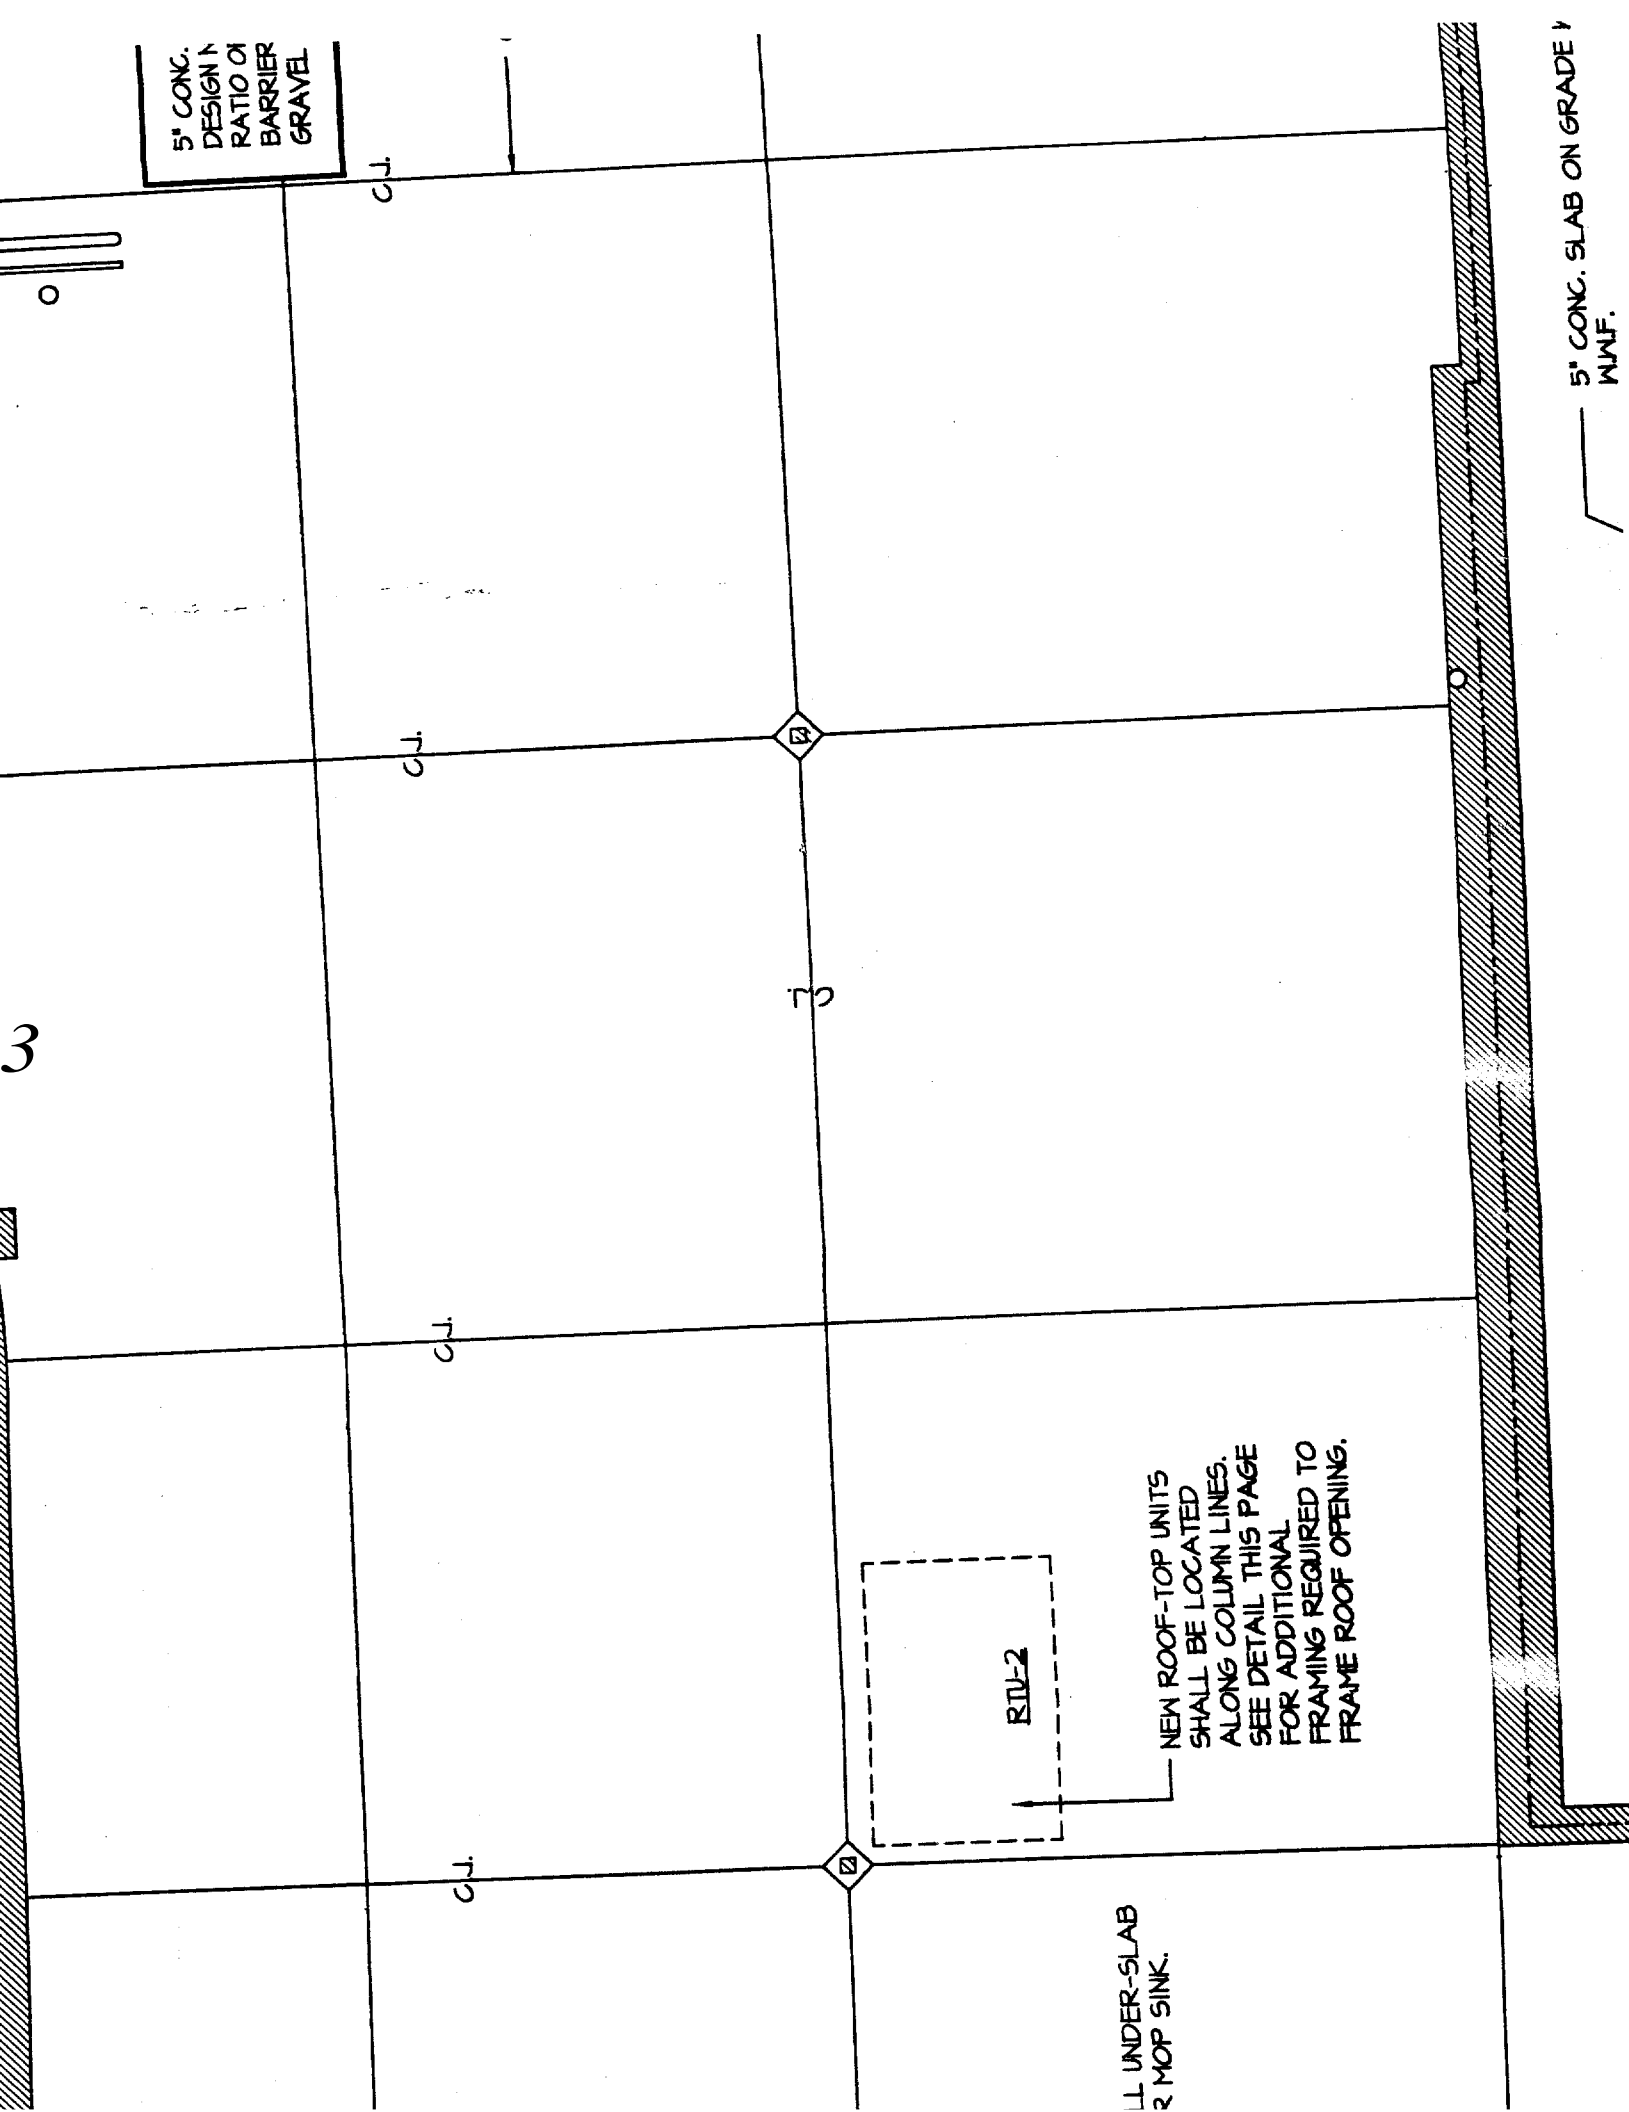 5" CONC.
DESIGN
RATIO
BARRIER
GRAVEL
C.J.
5" CONC. SLAB ON GRADE
W.W.F.
C.J.
C.J.
3
C.J.
NEW ROOF-TOP UNITS
SHALL BE LOCATED
ALONG COLUMN LINES.
SEE DETAIL THIS PAGE
FOR ADDITIONAL
FRAMING REQUIRED TO
FRAME ROOF OPENING.
RTU-2
C.J.
UNDER-SLAB
MOP SINK.